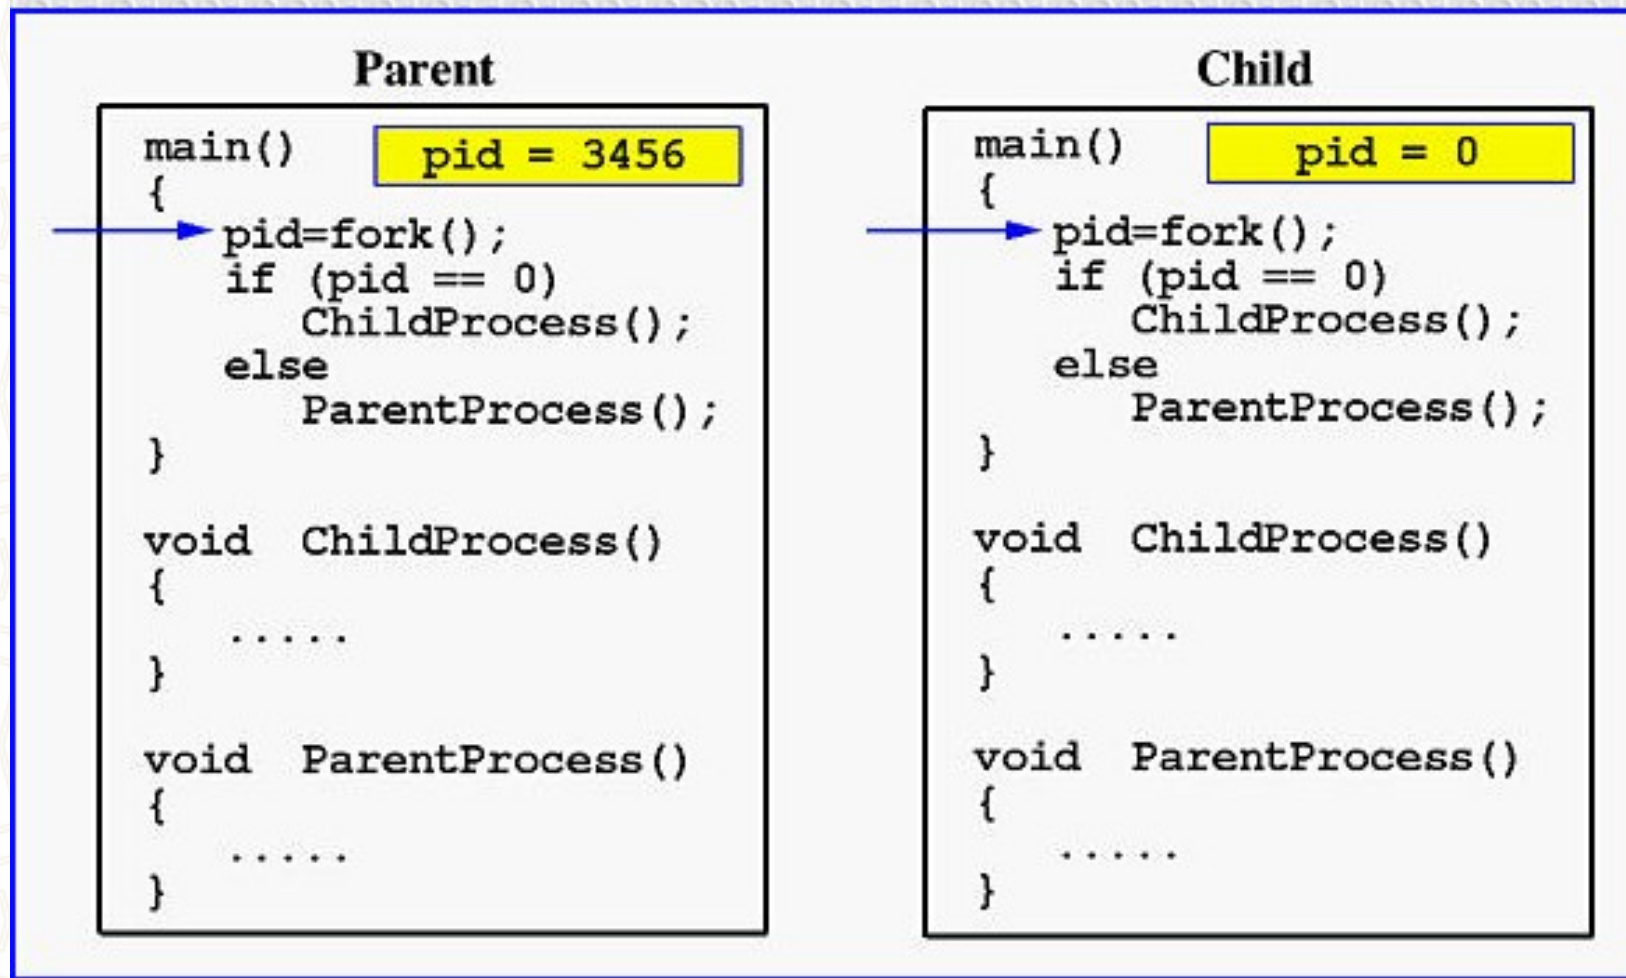 Parent
main()
pid = 3456
{
pid=fork();
if (pid == 0)
ChildProcess();
else
ParentProcess();
}
void ChildProcess()
{
.....
}
void ParentProcess()
{
.....
}
Child
main()
pid = 0
{
pid=fork();
if (pid == 0)
ChildProcess();
else
ParentProcess();
}
void ChildProcess()
{
.....
}
void ParentProcess()
{
.....
}